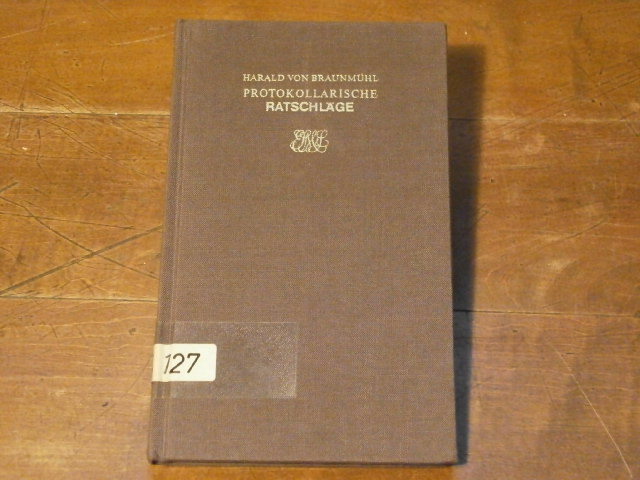 HARALD VON BRAUNMÜHL
PROTOKOLLARISCHE
RATSCHLÄGE
127